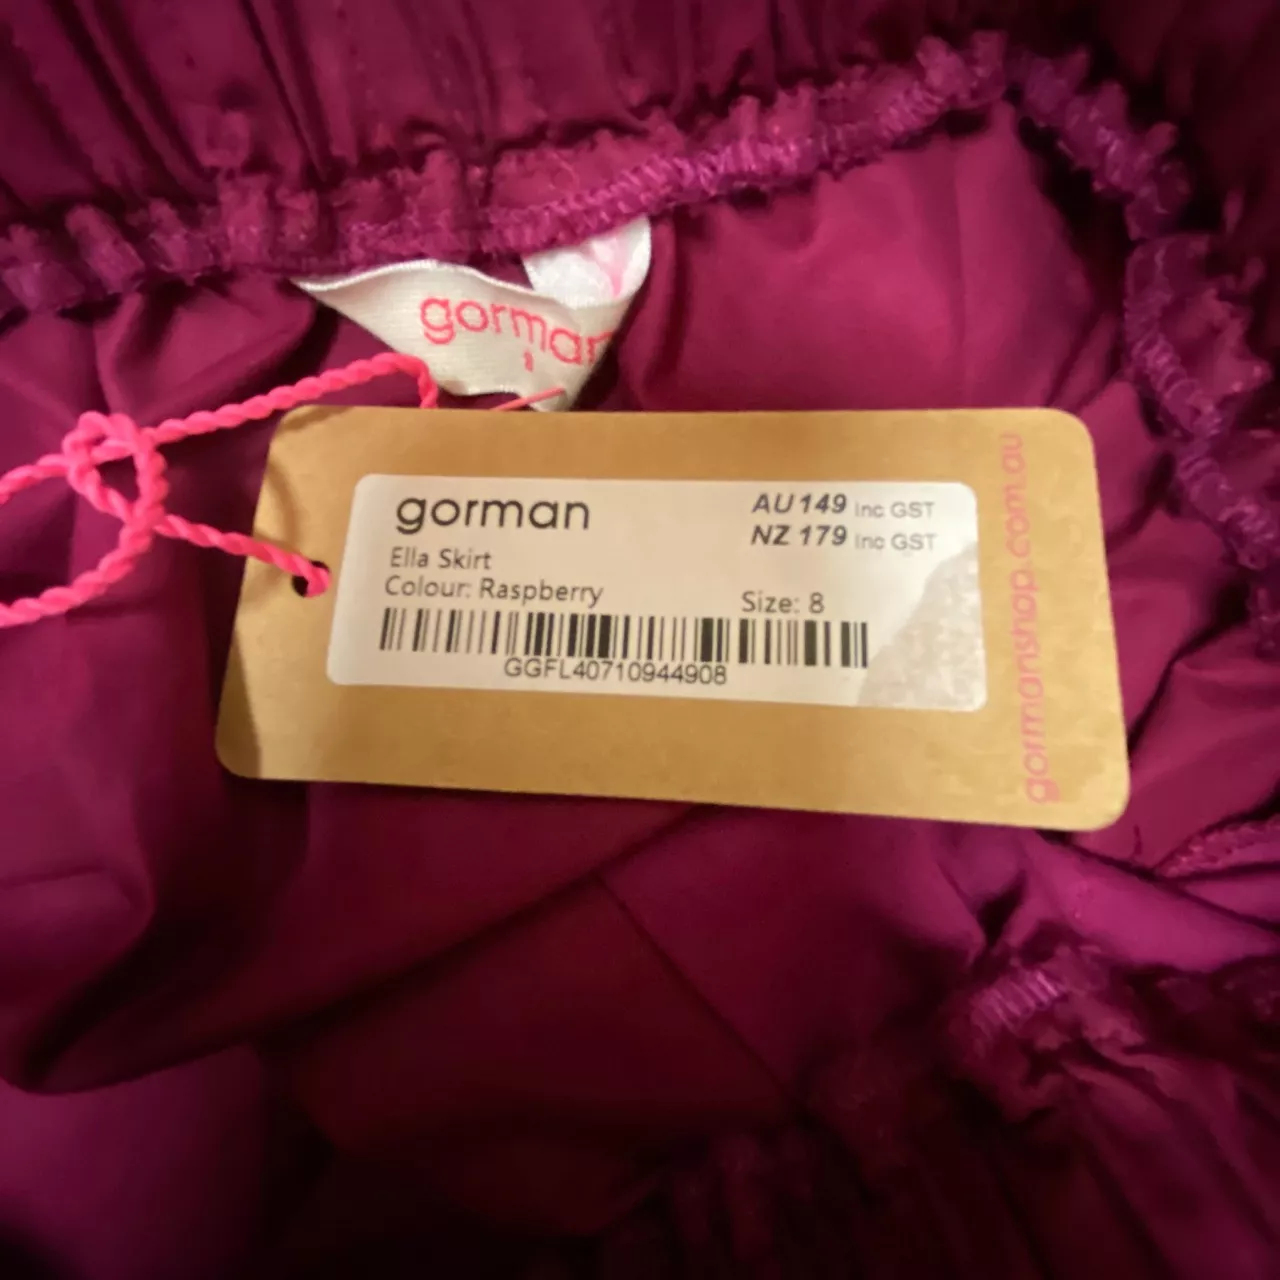 gorman
gorman
AU 149 Inc GST
NZ 179 Inc GST
Ella Skirt
Colour: Raspberry
Size: 8
GGFL40710944908
gormanshop.com.au